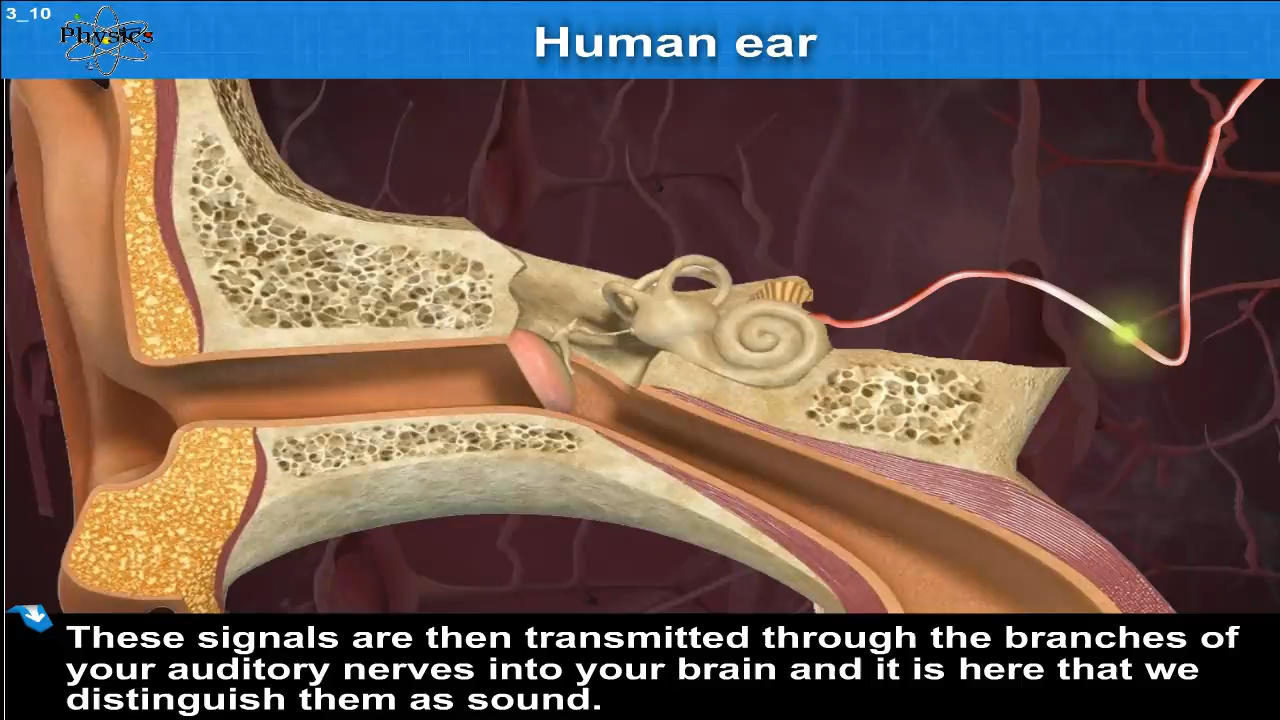 3_10
Physics
Human ear
These signals are then transmitted through the branches of
your auditory nerves into your brain and it is here that we
distinguish them as sound.